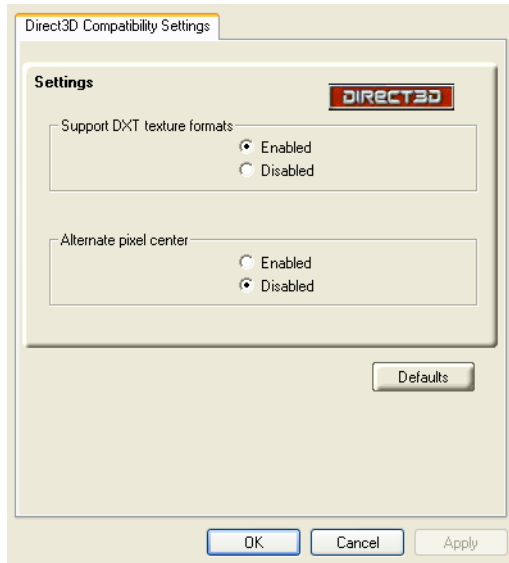 Direct3D Compatibility Settings
Settings
DIRECT3D
Support DXT texture formats
Enabled
Disabled
Alternate pixel center
Enabled
Disabled
Defaults
OK
Cancel
Apply